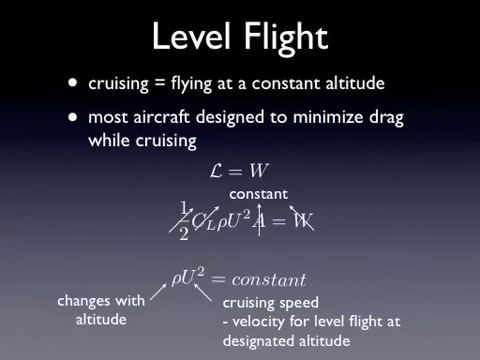 Level Flight
• cruising = flying at a constant altitude
• most aircraft designed to minimize drag
while cruising
ℒ = W
constant
½ C_L ρU² A = W
ρU² = constant
changes with
altitude
cruising speed
- velocity for level flight at
designated altitude